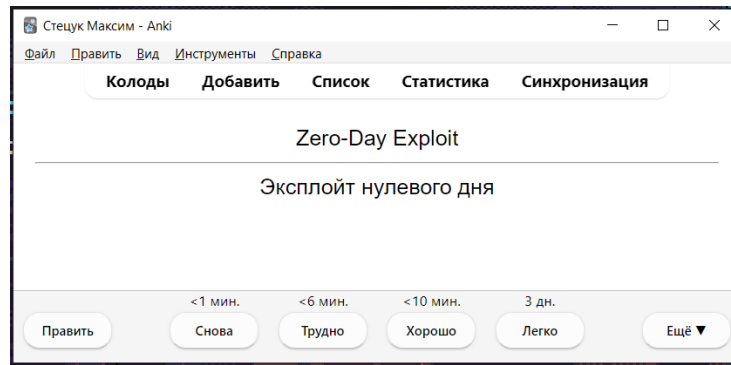 Стецук Максим - Anki
Файл Править Вид Инструменты Справка
Колоды Добавить Список Статистика Синхронизация
Zero-Day Exploit
Эксплойт нулевого дня
<1 мин. <6 мин. <10 мин. 3 дн.
Править Снова Трудно Хорошо Легко Ещё ▼